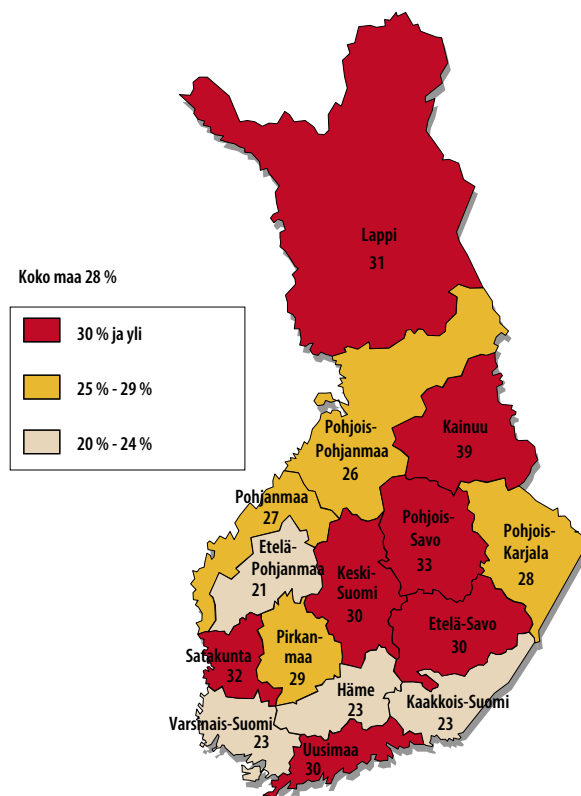 Lappi
31
Koko maa 28 %
30 % ja yli
25 % - 29 %
20 % - 24 %
Pohjois-
Pohjanmaa
26
Kainuu
39
Pohjanmaa
27
Etelä-
Pohjanmaa
21
Keski-
Suomi
30
Pohjois-
Savo
33
Pohjois-
Karjala
28
Etelä-Savo
30
Satakunta
32
Pirkan-
maa
29
Häme
23
Kaakkois-Suomi
23
Varsinais-Suomi
23
Uusimaa
30